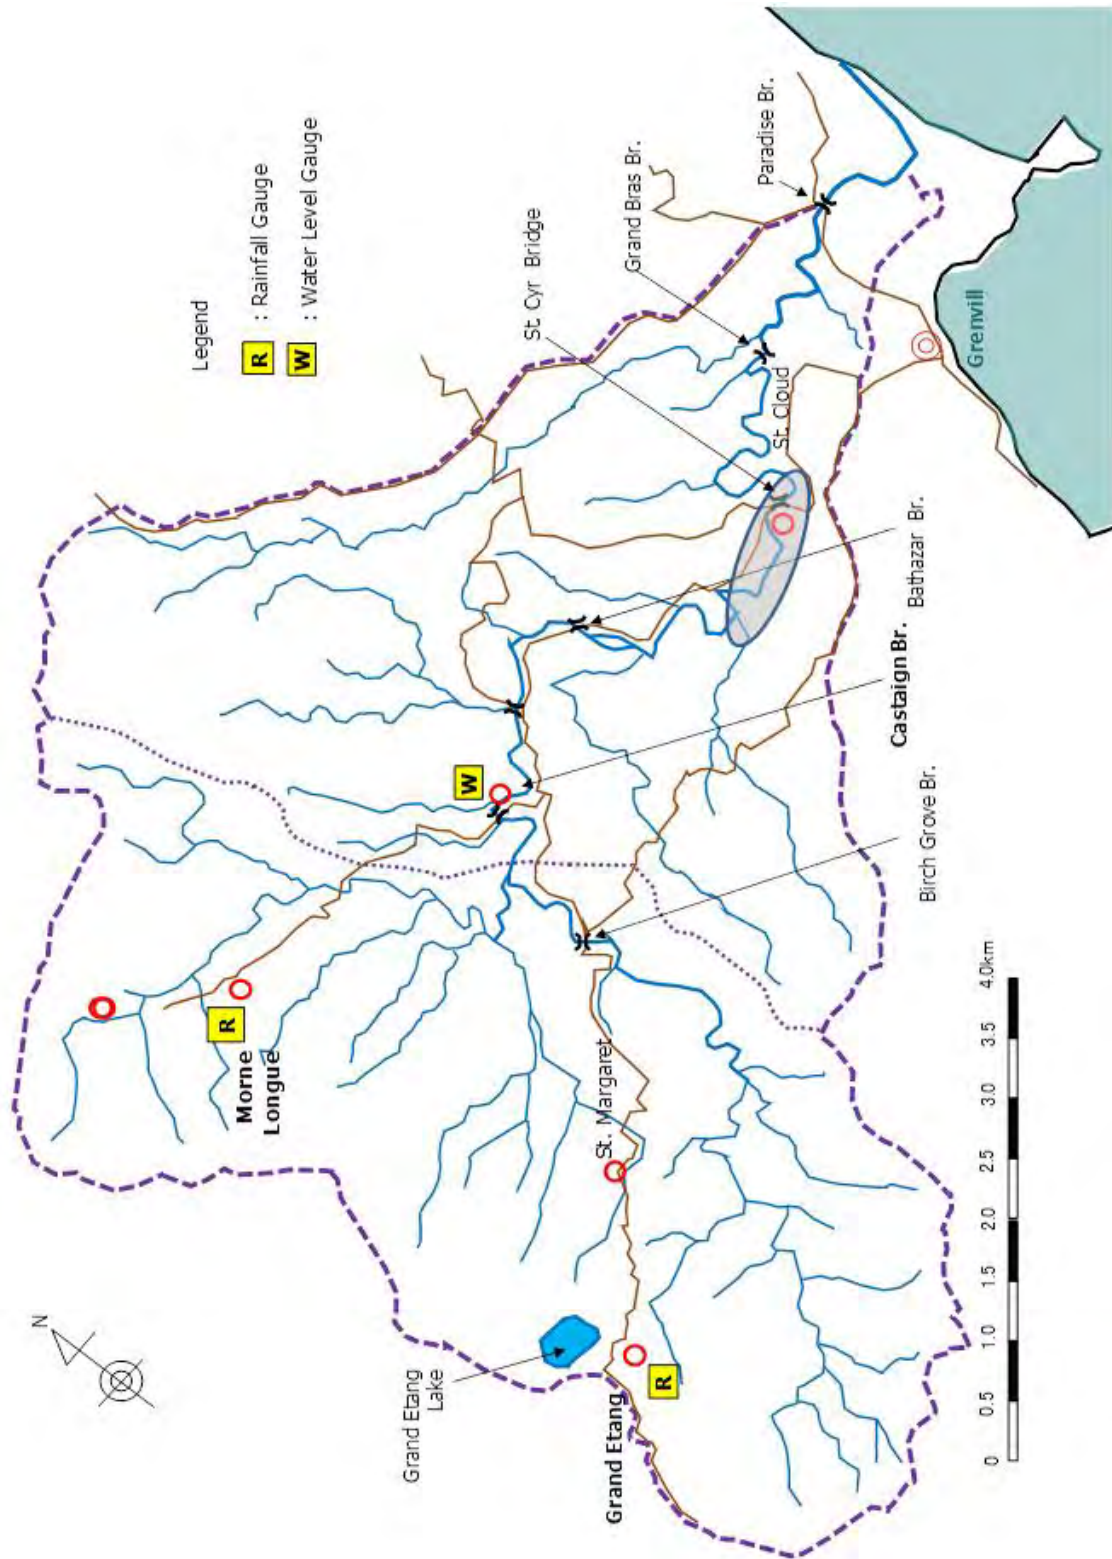 N
Grand Etang
Lake
Grand Etang
R
St. Margaret
Morne
Longue
R
W
Birch Grove Br.
Castaign Br.
Bathazar Br.
St. Cyr Bridge
St. Cloud
Grand Bras Br.
Paradise Br.
Grenvill
Legend
R : Rainfall Gauge
W : Water Level Gauge
0 0.5 1.0 1.5 2.0 2.5 3.0 3.5 4.0km